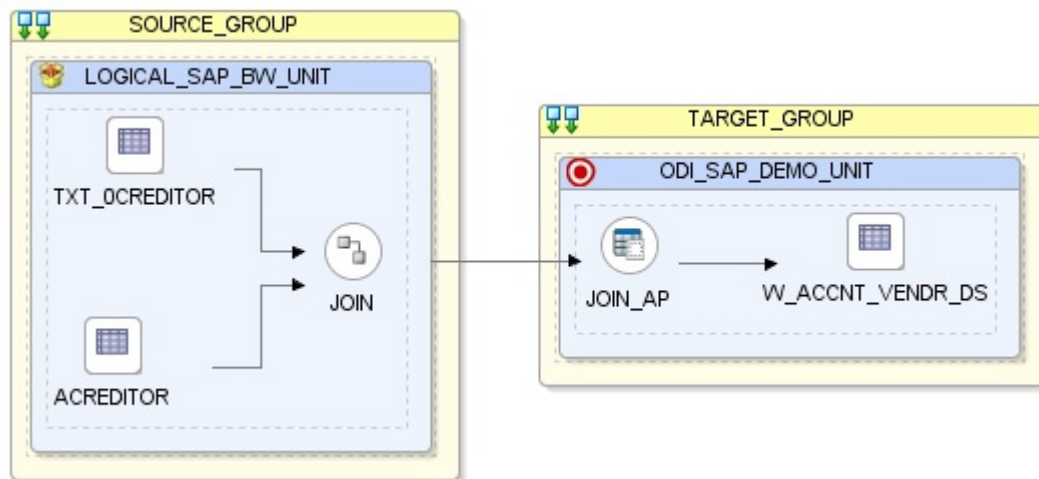 SOURCE_GROUP
LOGICAL_SAP_BW_UNIT
TXT_0CREDITOR
JOIN
ACREDITOR
TARGET_GROUP
ODI_SAP_DEMO_UNIT
JOIN_AP
W_ACCNT_VENDR_DS